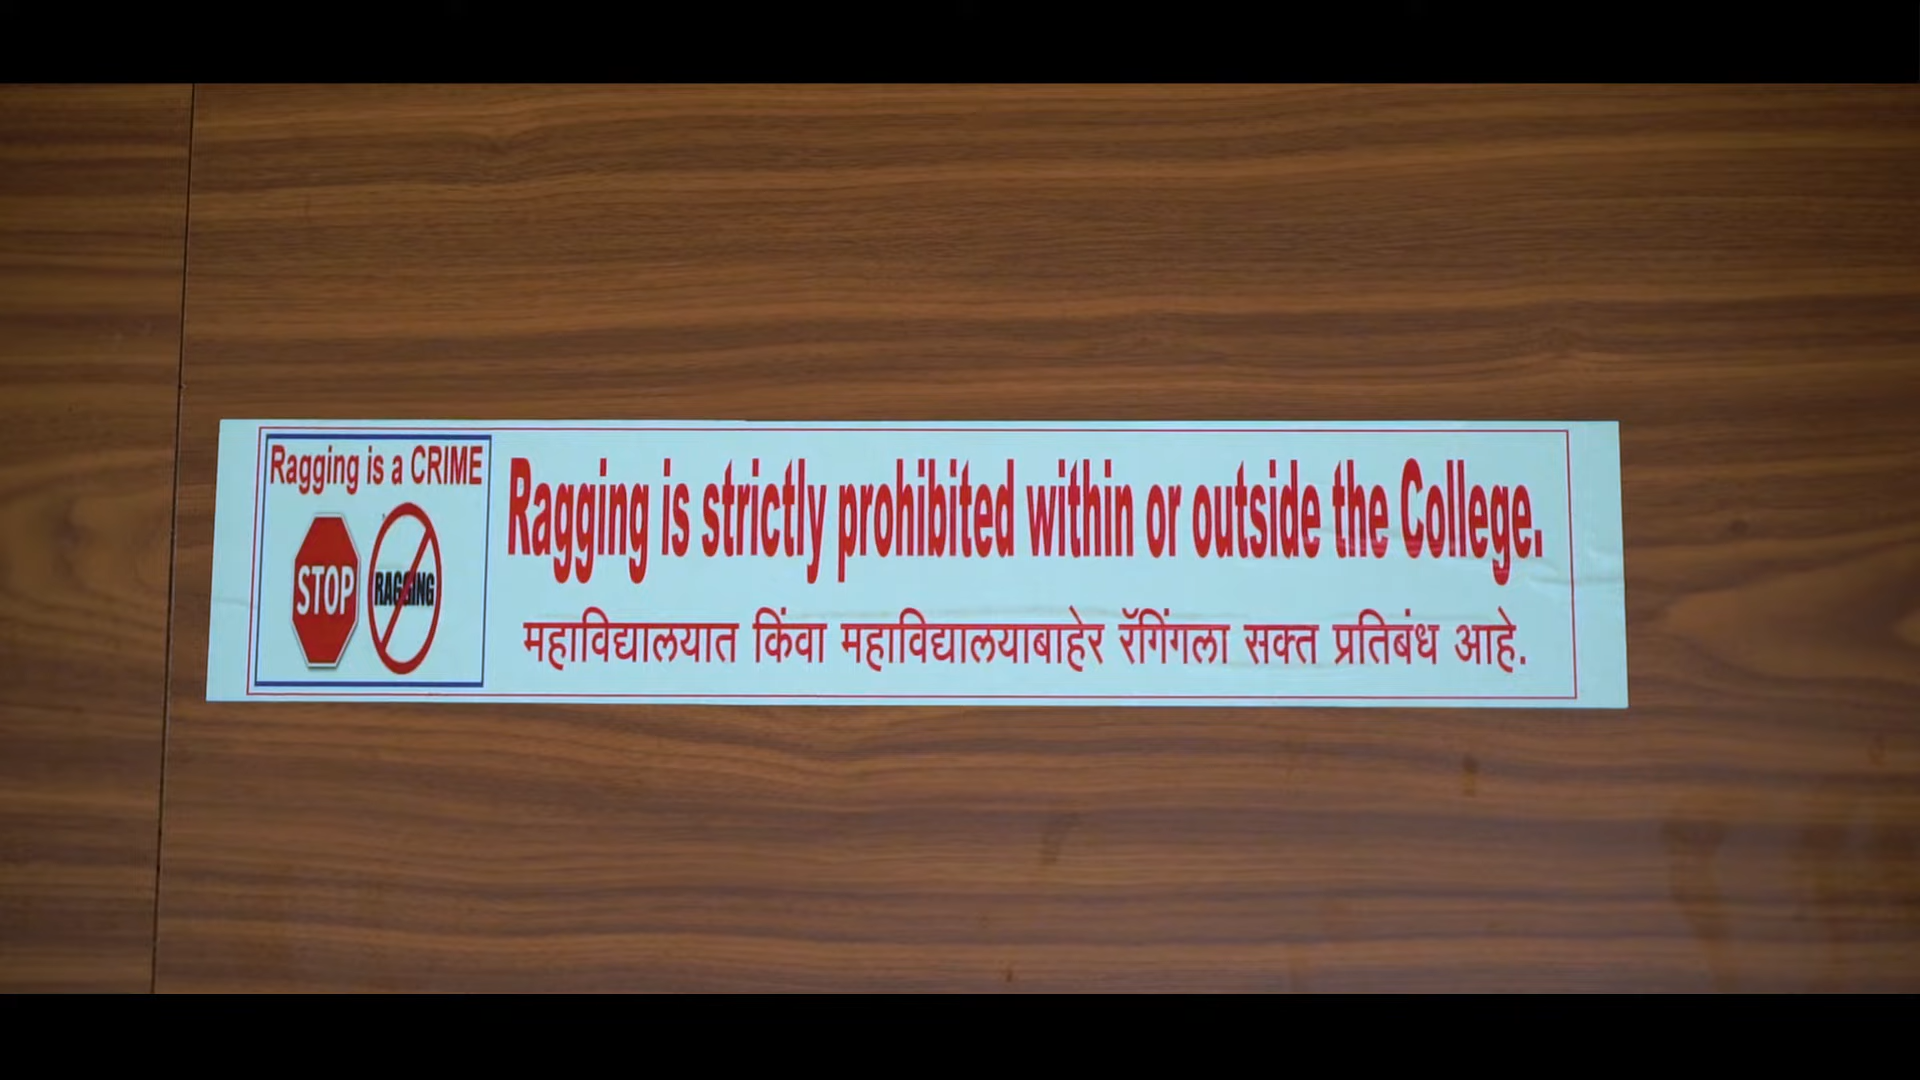 Ragging is a CRIME
STOP
RAGGING
Ragging is strictly prohibited within or outside the College.
महाविद्यालयात किंवा महाविद्यालयाबाहेर रॅगिंगला सक्त प्रतिबंध आहे.